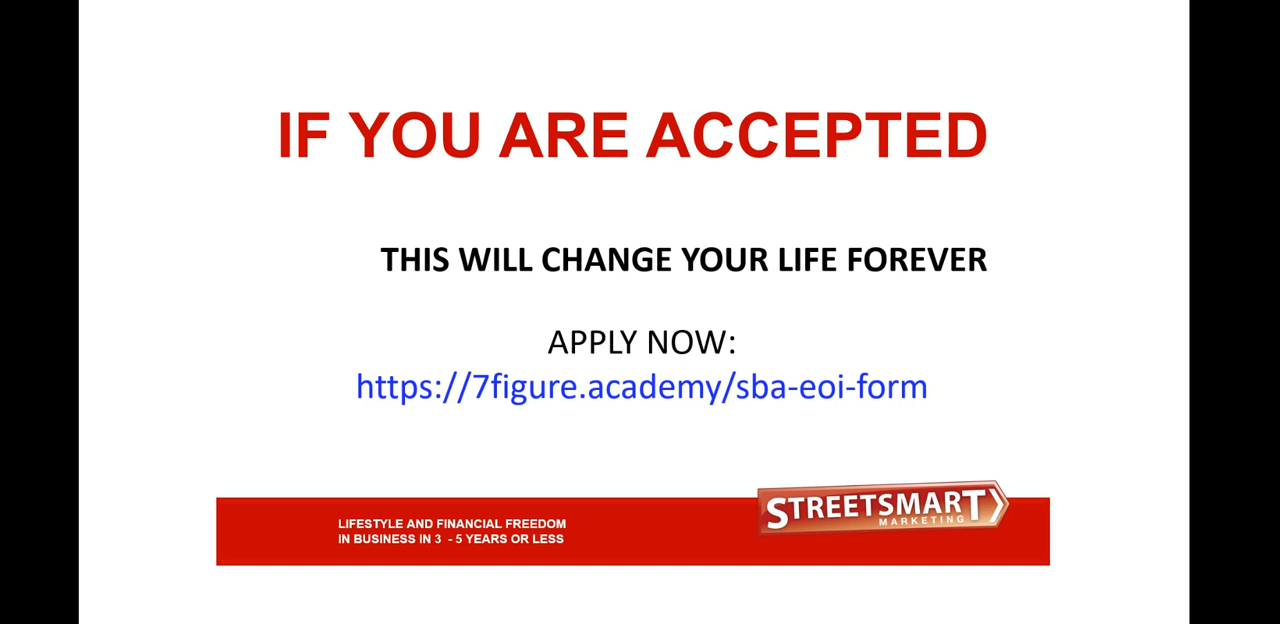 IF YOU ARE ACCEPTED
THIS WILL CHANGE YOUR LIFE FOREVER
APPLY NOW:
https://7figure.academy/sba-eoi-form
STREETSMART
MARKETING
LIFESTYLE AND FINANCIAL FREEDOM
IN BUSINESS IN 3 - 5 YEARS OR LESS